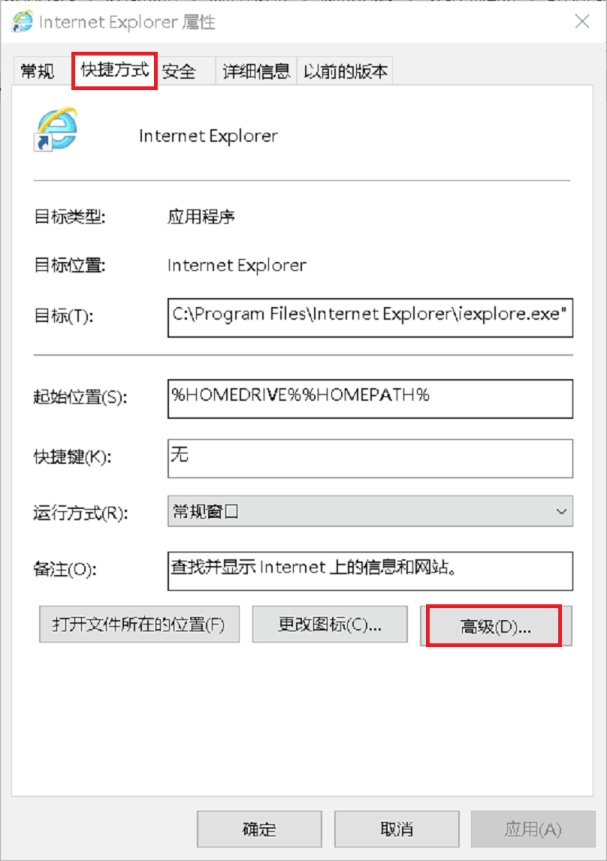 Internet Explorer 属性
常规 快捷方式 安全 详细信息 以前的版本
Internet Explorer
目标类型: 应用程序
目标位置: Internet Explorer
目标(T): C:\Program Files\Internet Explorer\iexplore.exe"
起始位置(S): %HOMEDRIVE%%HOMEPATH%
快捷键(K): 无
运行方式(R): 常规窗口
备注(O): 查找并显示 Internet 上的信息和网站。
打开文件所在的位置(F) 更改图标(C)... 高级(D)...
确定 取消 应用(A)